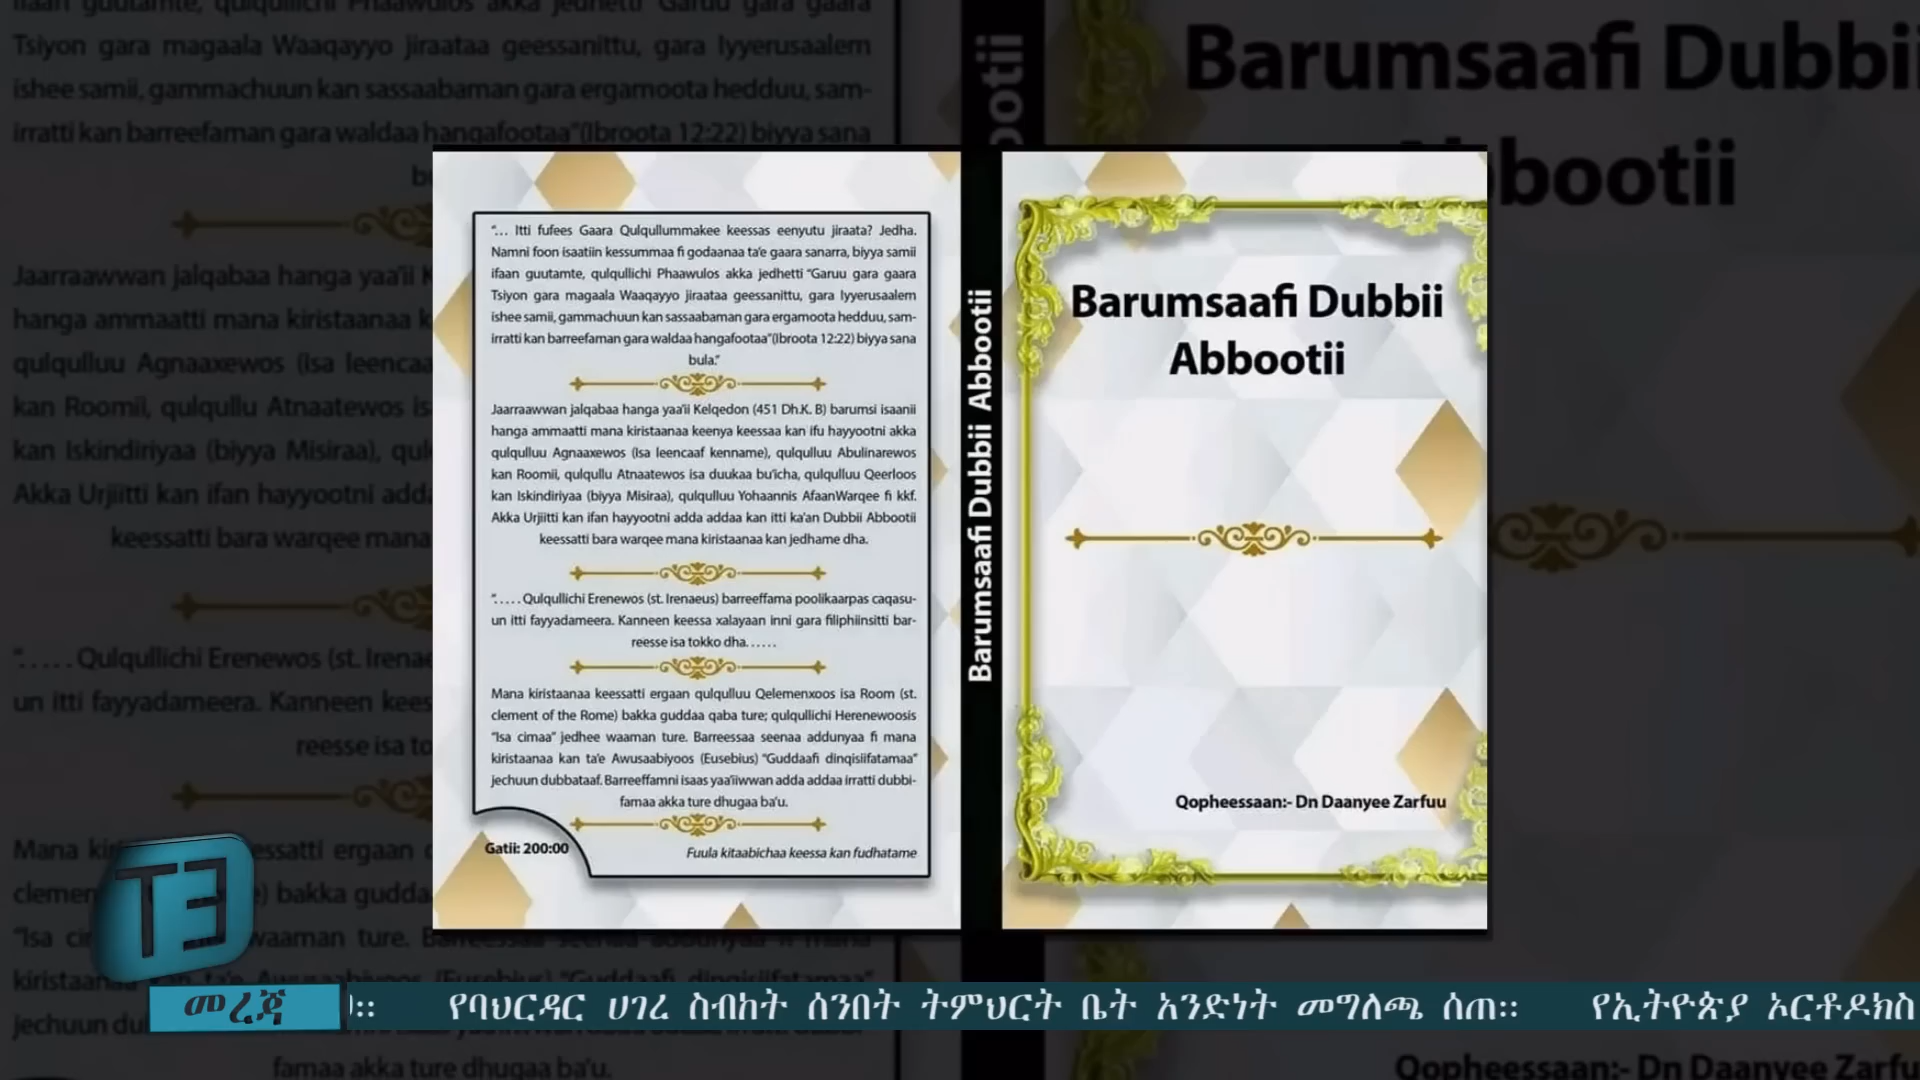 "... Itti fufees Gaara Qulqullummakee keessas eenyutu jiraata? Jedha.
Namni foon isaatiin kessummaa fi godaanaa ta'e gaara sanarra, biyya samii
ifaan guutamte, qulqullichi Phaawulos akka jedhetti "Garuu gara gaara
Tsiyon gara magaala Waaqayyo jiraataa geessanittu, gara Iyyerusaalem
ishee samii, gammachuun kan sassaabaman gara ergamoota hedduu, sam-
irratti kan barreefaman gara waldaa hangafootaa"(Ibroota 12:22) biyya sana
bula."
Jaarraawwan jalqabaa hanga yaa'ii Kelqedon (451 Dh.K. B) barumsi isaanii
hanga ammaatti mana kiristaanaa keenya keessaa kan ifu hayyootni akka
qulqulluu Agnaaxewos (Isa leencaaf kenname), qulqulluu Abulinarewos
kan Roomii, qulqullu Atnaatewos isa duukaa bu'icha, qulqulluu Qeerloos
kan Iskindiriyaa (biyya Misiraa), qulqulluu Yohaannis AfaanWarqee fi kkf.
Akka Urjiitti kan ifan hayyootni adda addaa kan itti ka'an Dubbii Abbootii
keessatti bara warqee mana kiristaanaa kan jedhame dha.
"..... Qulqullichi Erenewos (st. Irenaeus) barreeffama poolikaarpas caqasu-
un itti fayyadameera. Kanneen keessa xalayaan inni gara filiphiinsitti bar-
reesse isa tokko dha......
Mana kiristaanaa keessatti ergaan qulqulluu Qelemenxoos isa Room (st.
clement of the Rome) bakka guddaa qaba ture; qulqullichi Herenewoosis
"Isa cimaa" jedhee waaman ture. Barreessaa seenaa addunyaa fi mana
kiristaanaa kan ta'e Awusaabiyoos (Eusebius) "Guddaafi dinqisiifatamaa"
jechuun dubbataaf. Barreeffamni isaas yaa'iiwwan adda addaa irratti dubbi-
famaa akka ture dhugaa ba'u.
Gatii: 200:00
Fuula kitaabichaa keessa kan fudhatame
Barumsaafi Dubbii Abbootii
Barumsaafi Dubbii
Abbootii
Qopheessaan:- Dn Daanyee Zarfuu
T3
መረጃ
የባህርዳር ሀገረ ስብከት ሰንበት ትምህርት ቤት አንድነት መግለጫ ሰጠ። የኢትዮጵያ ኦርቶዶክስ